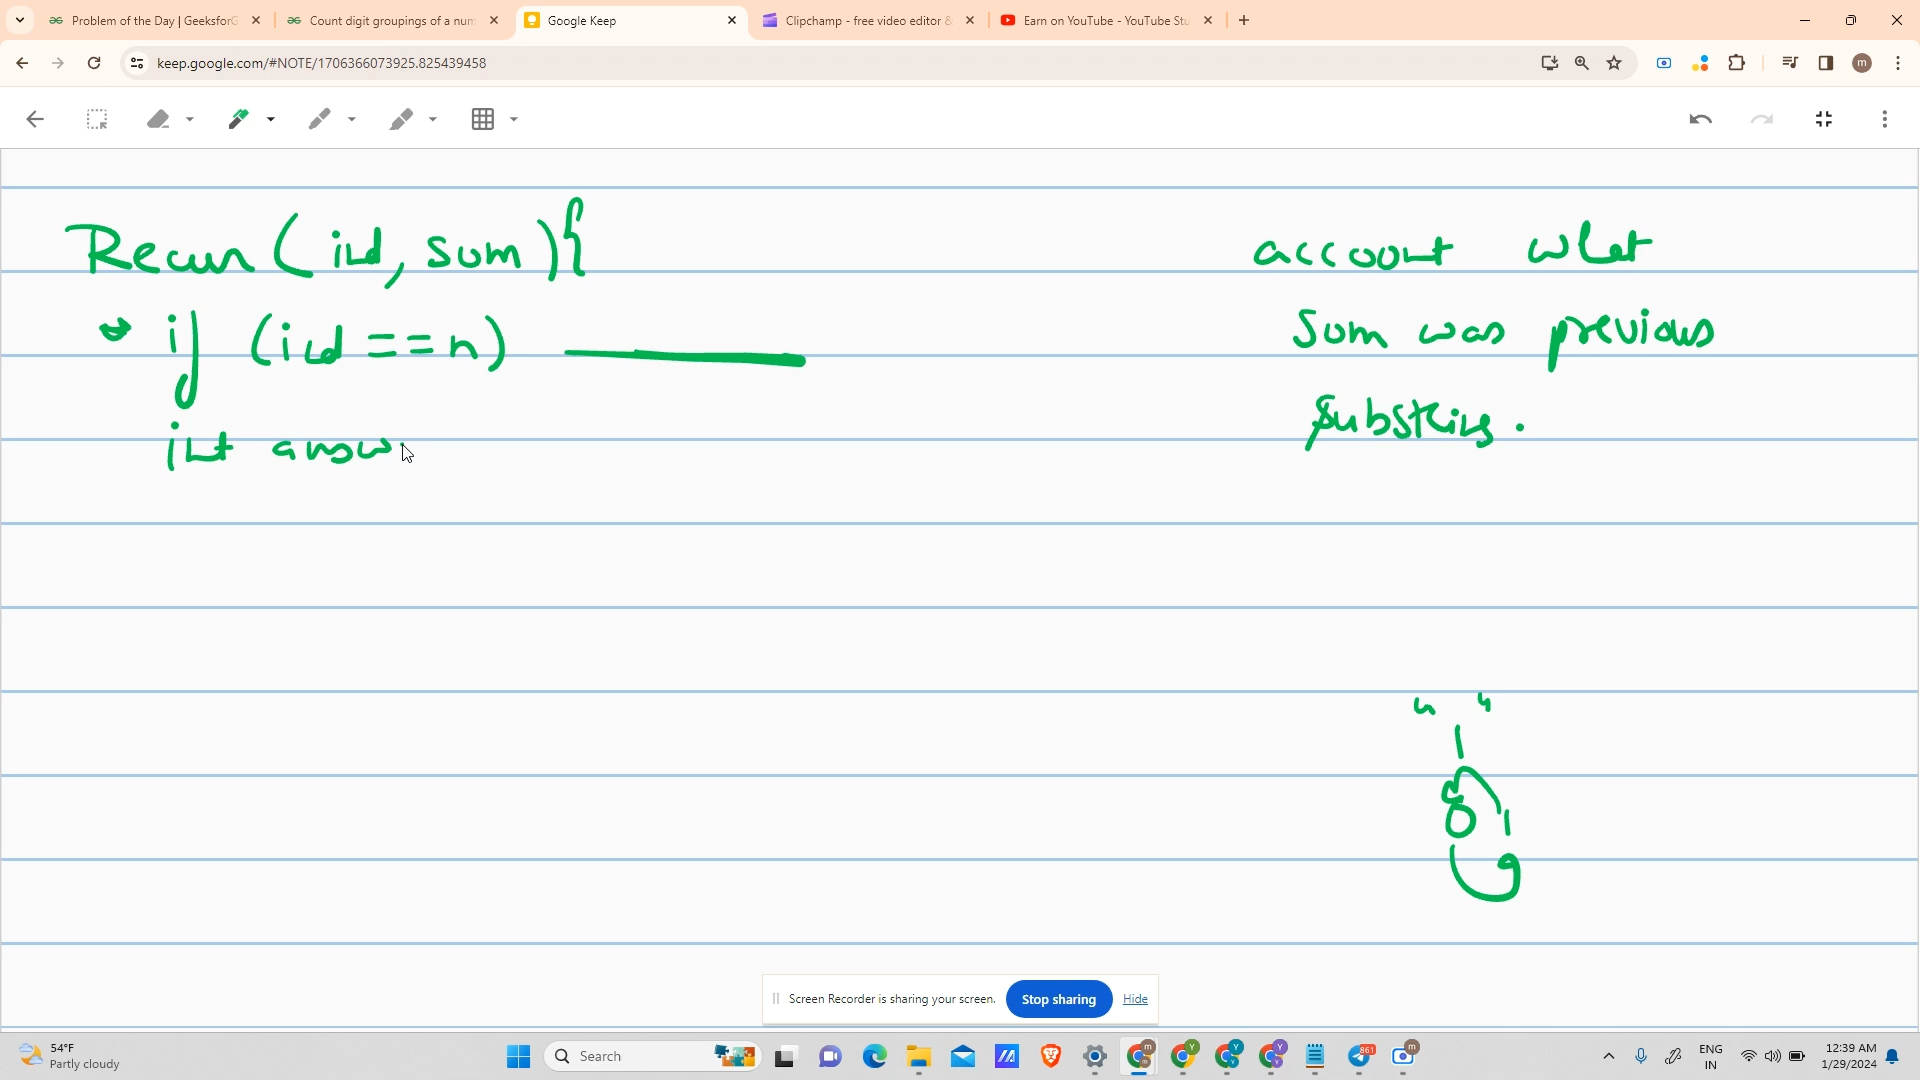 Problem of the Day | GeeksforG
Count digit groupings of a num
Google Keep
Clipchamp - free video editor &
Earn on YouTube - YouTube Stu
keep.google.com/#NOTE/1706366073925.825439458
m
Recur ( ind, sum ) {
if ( ind == n )
int answ
account what
Sum was previous
substring.
Screen Recorder is sharing your screen.
Stop sharing
Hide
54°F
Partly cloudy
Search
861
ENG
IN
12:39 AM
1/29/2024